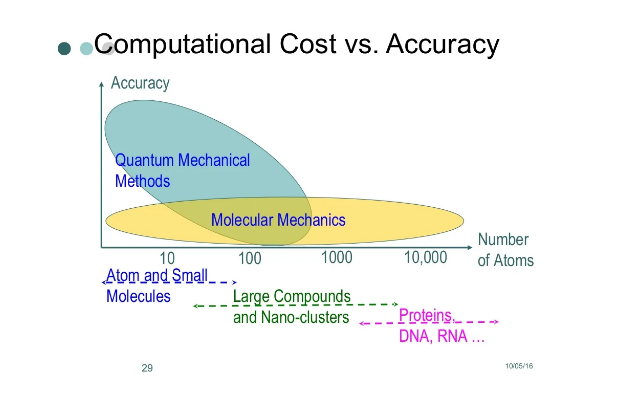 Computational Cost vs. Accuracy
Accuracy
Quantum Mechanical
Methods
Molecular Mechanics
Number
of Atoms
10 100 1000 10,000
Atom and Small
Molecules
Large Compounds
and Nano-clusters
Proteins,
DNA, RNA …
29
10/05/16